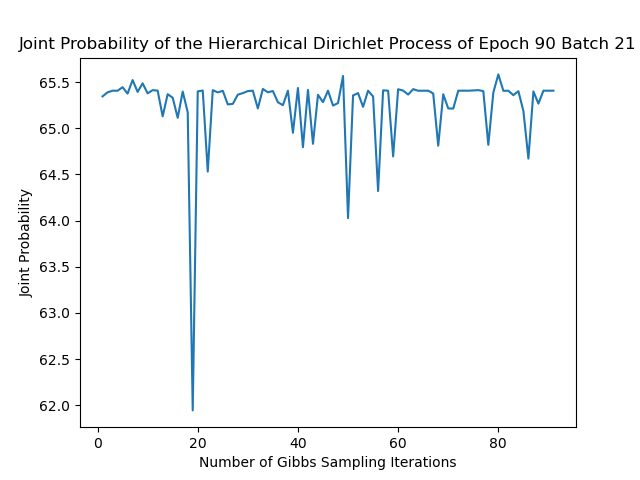 Joint Probability of the Hierarchical Dirichlet Process of Epoch 90 Batch 21
65.5
65.0
64.5
64.0
63.5
63.0
62.5
62.0
Joint Probability
0 20 40 60 80
Number of Gibbs Sampling Iterations